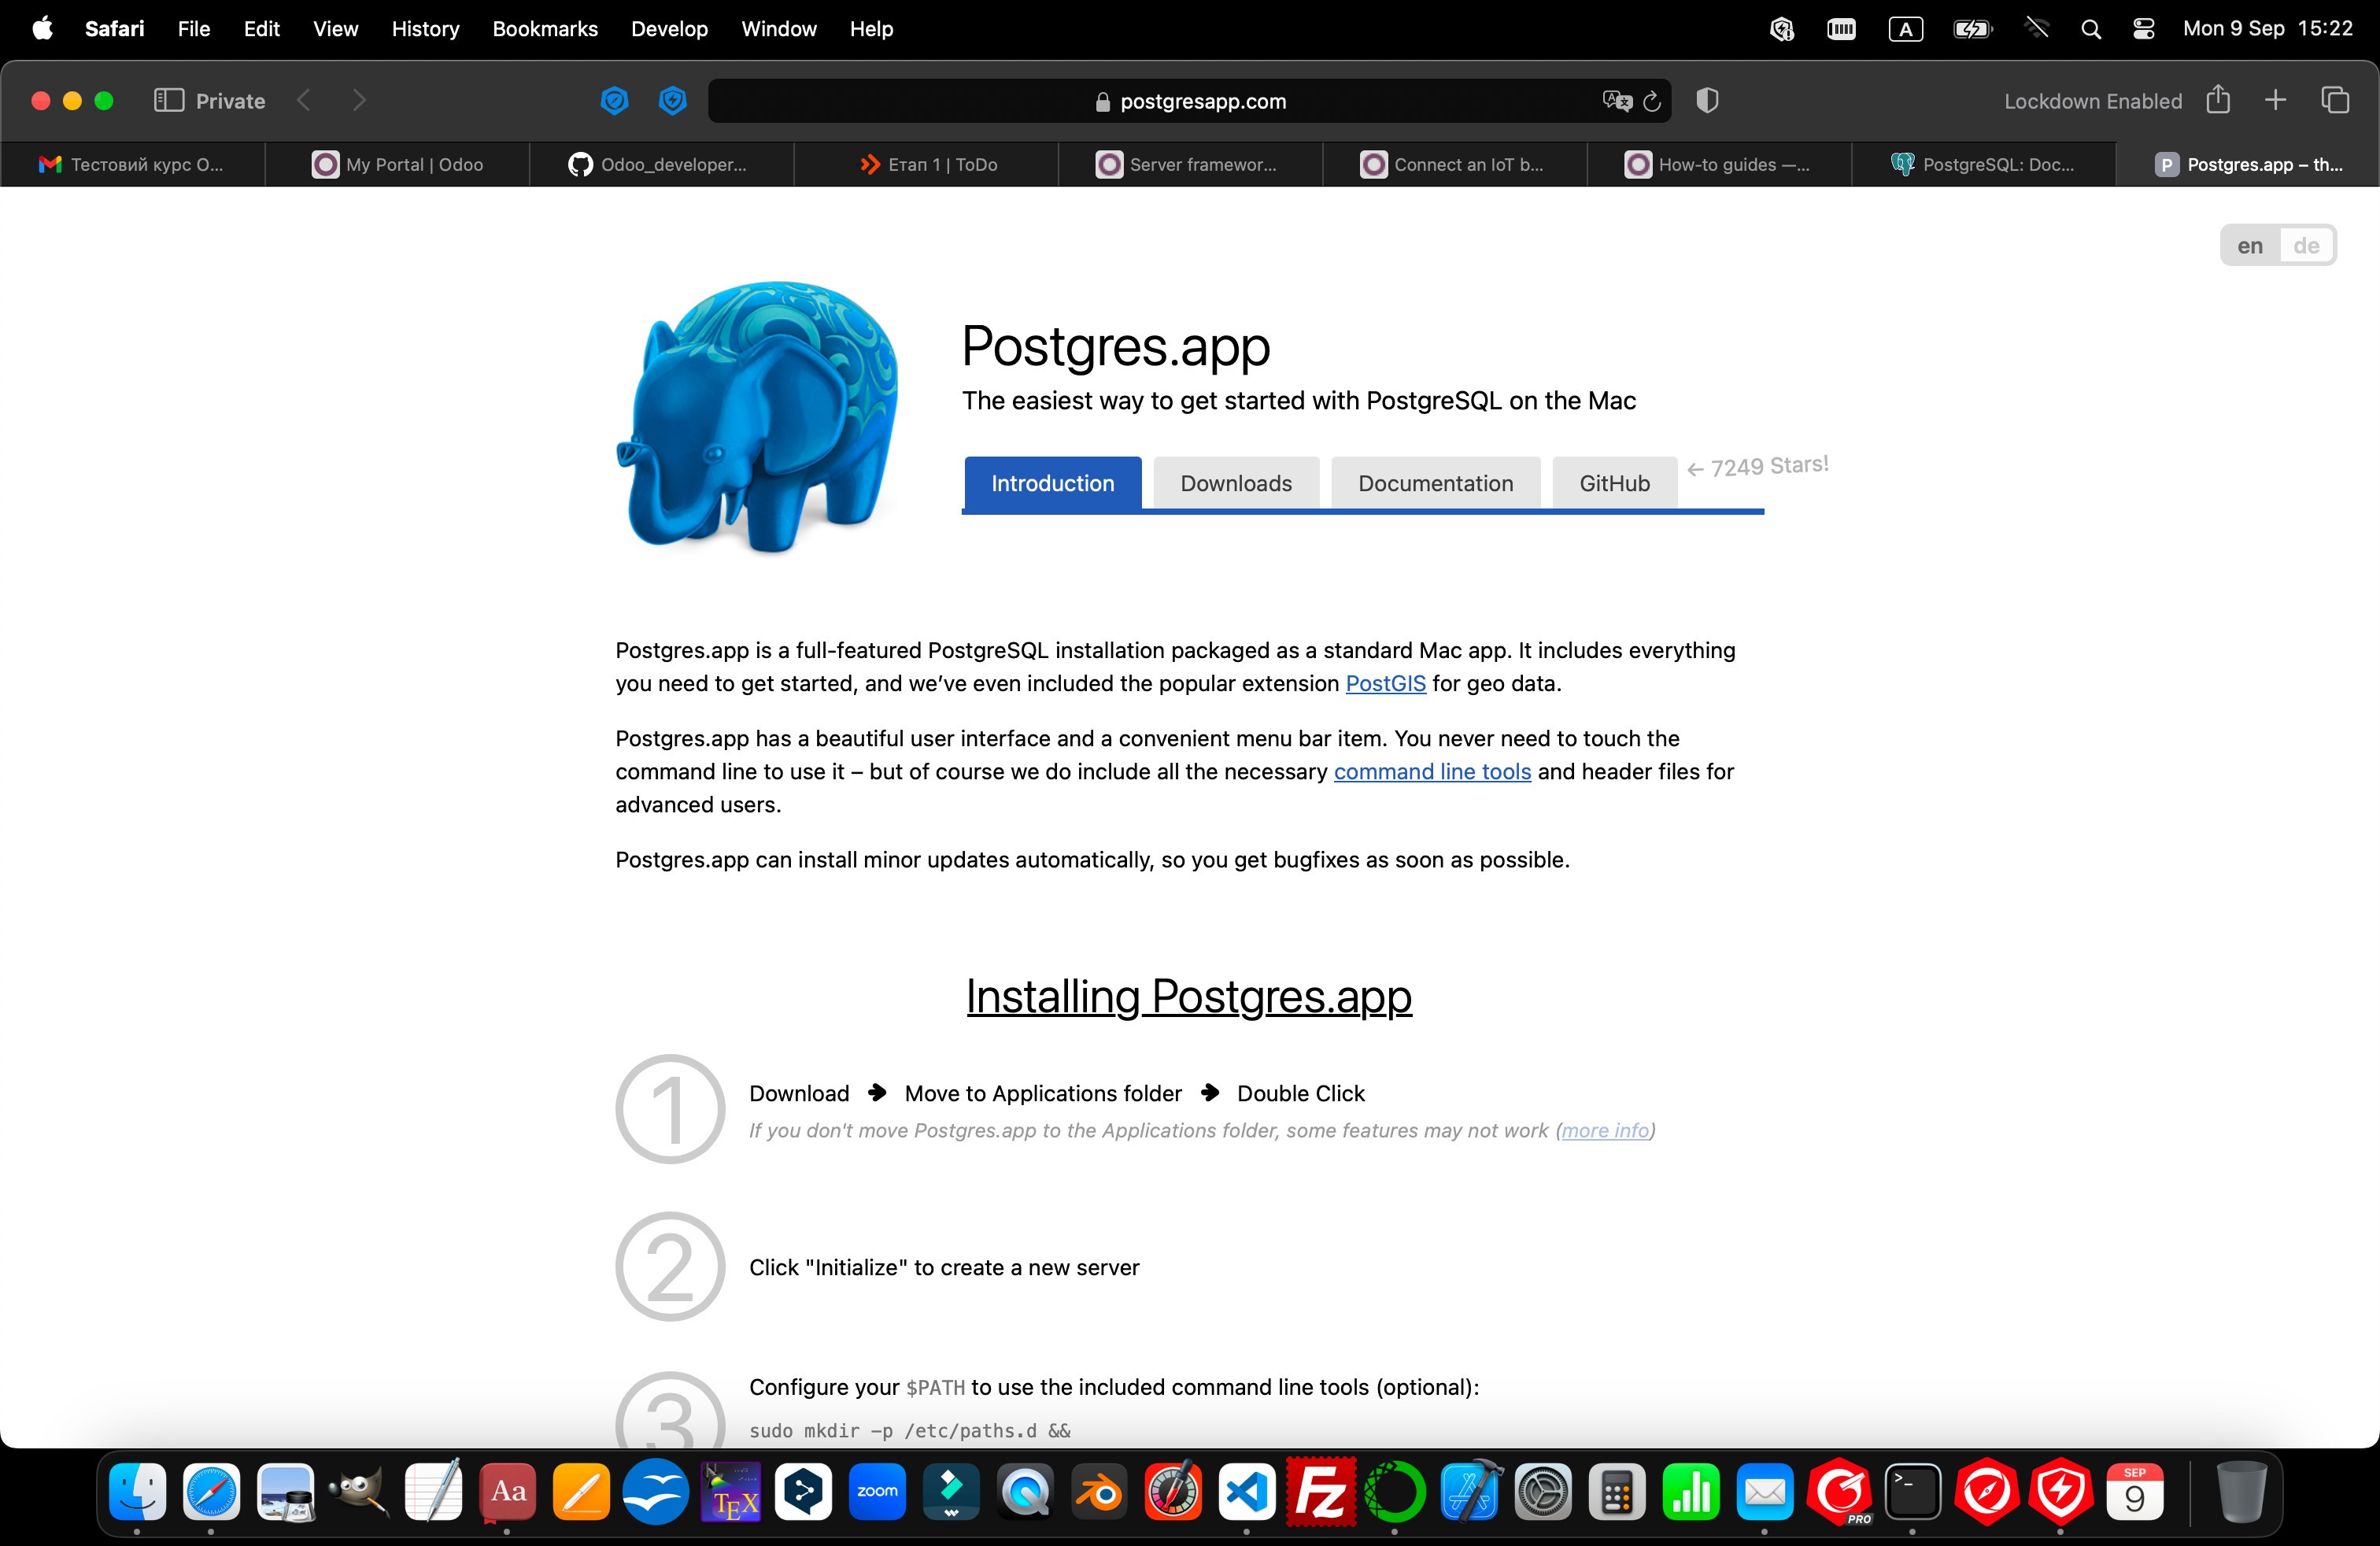 Safari File Edit View History Bookmarks Develop Window Help A Mon 9 Sep 15:22
Private postgresapp.com Lockdown Enabled
Тестовий курс O... My Portal | Odoo Odoo_developer... Етап 1 | ToDo Server framewor... Connect an IoT b... How-to guides —... PostgreSQL: Doc... P Postgres.app – th...
en de
Postgres.app
The easiest way to get started with PostgreSQL on the Mac
Introduction Downloads Documentation GitHub ← 7249 Stars!
Postgres.app is a full-featured PostgreSQL installation packaged as a standard Mac app. It includes everything
you need to get started, and we’ve even included the popular extension PostGIS for geo data.
Postgres.app has a beautiful user interface and a convenient menu bar item. You never need to touch the
command line to use it – but of course we do include all the necessary command line tools and header files for
advanced users.
Postgres.app can install minor updates automatically, so you get bugfixes as soon as possible.
Installing Postgres.app
1 Download ➔ Move to Applications folder ➔ Double Click
If you don't move Postgres.app to the Applications folder, some features may not work (more info)
2 Click "Initialize" to create a new server
3 Configure your $PATH to use the included command line tools (optional):
sudo mkdir -p /etc/paths.d &&
Aa TEX zoom Fz PRO >_ SEP
9